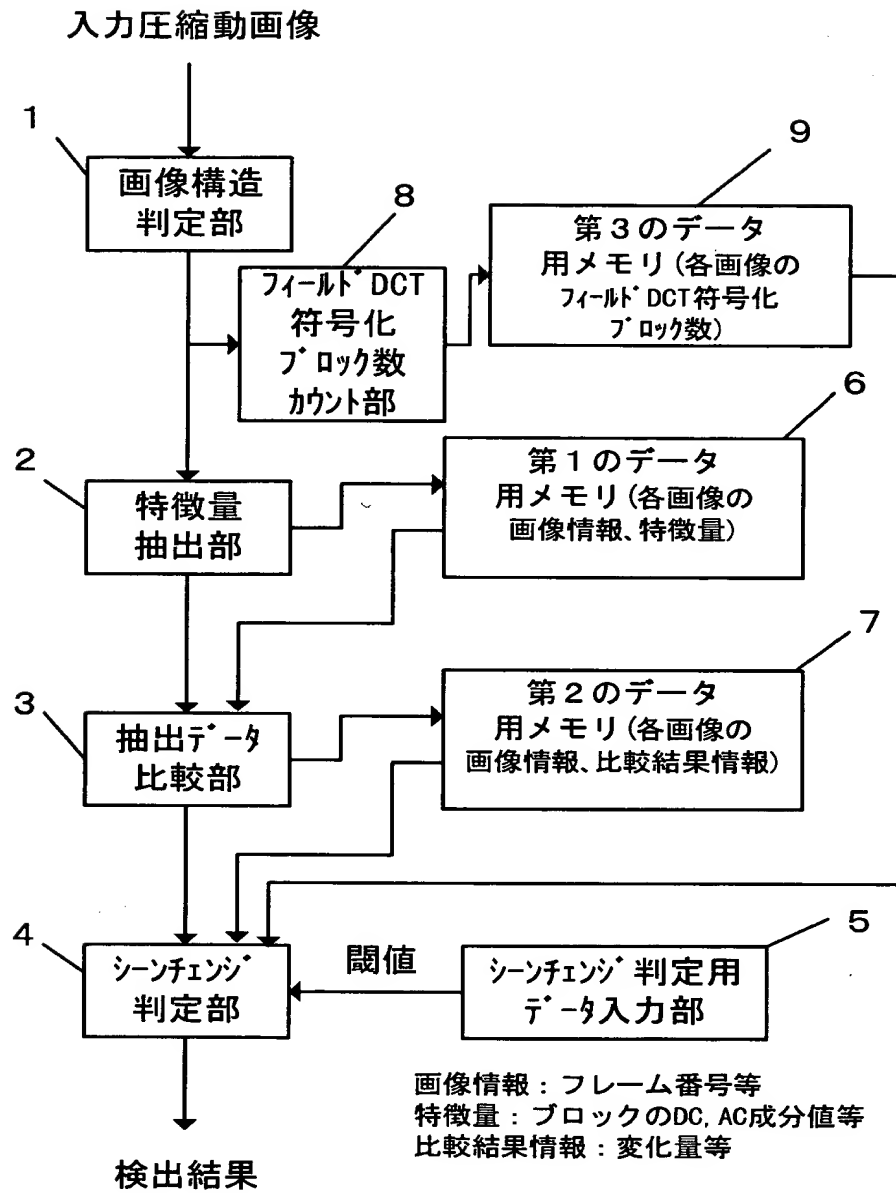 入力圧縮動画像
1
画像構造
判定部
8
フィールドDCT
符号化
ブロック数
カウント部
9
第3のデータ
用メモリ(各画像の
フィールドDCT符号化
ブロック数)
2
特徴量
抽出部
6
第1のデータ
用メモリ(各画像の
画像情報、特徴量)
3
抽出データ
比較部
7
第2のデータ
用メモリ(各画像の
画像情報、比較結果情報)
4
シーンチェンジ
判定部
閾値
5
シーンチェンジ判定用
データ入力部
画像情報:フレーム番号等
特徴量:ブロックのDC,AC成分値等
比較結果情報:変化量等
検出結果